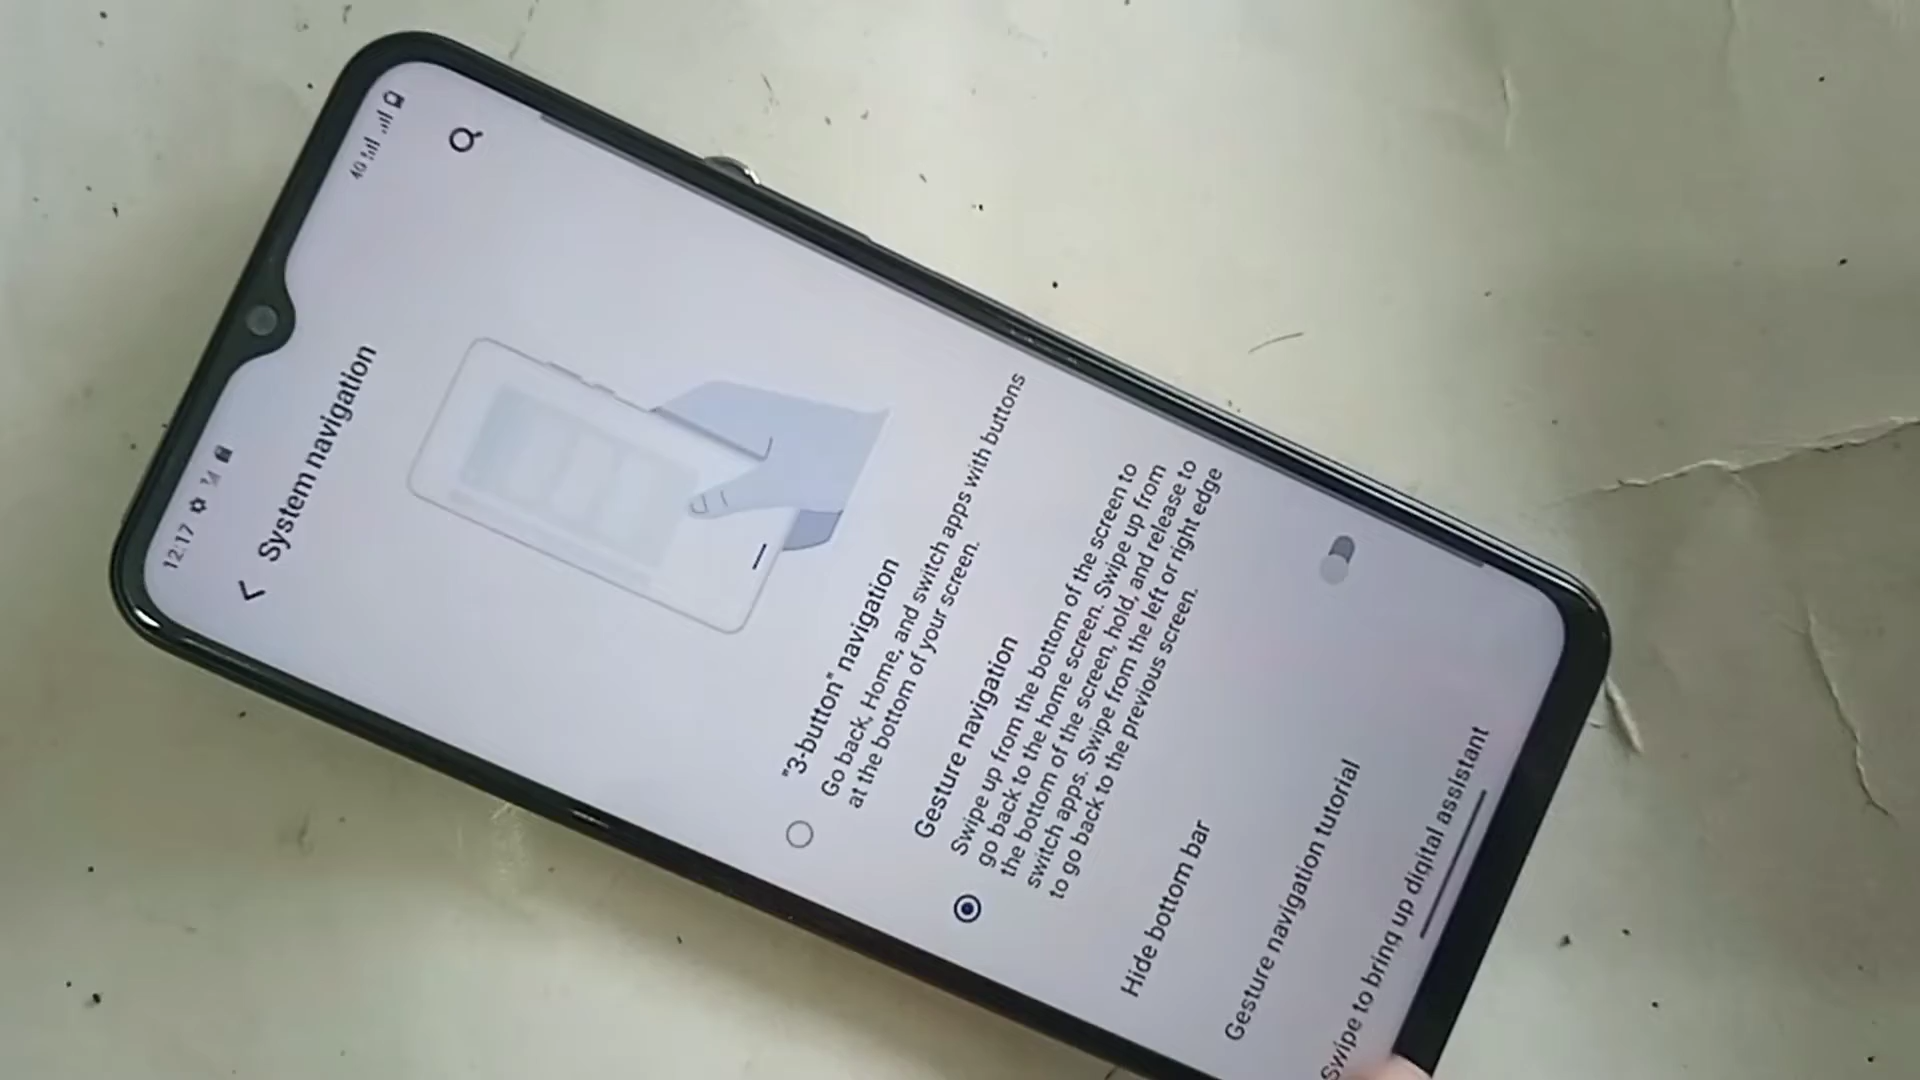 12:17
4G
System navigation
"3-button" navigation
Go back, Home, and switch apps with buttons
at the bottom of your screen.
Gesture navigation
Swipe up from the bottom of the screen to
go back to the home screen. Swipe up from
the bottom of the screen, hold, and release to
switch apps. Swipe from the left or right edge
to go back to the previous screen.
Hide bottom bar
Gesture navigation tutorial
Swipe to bring up digital assistant